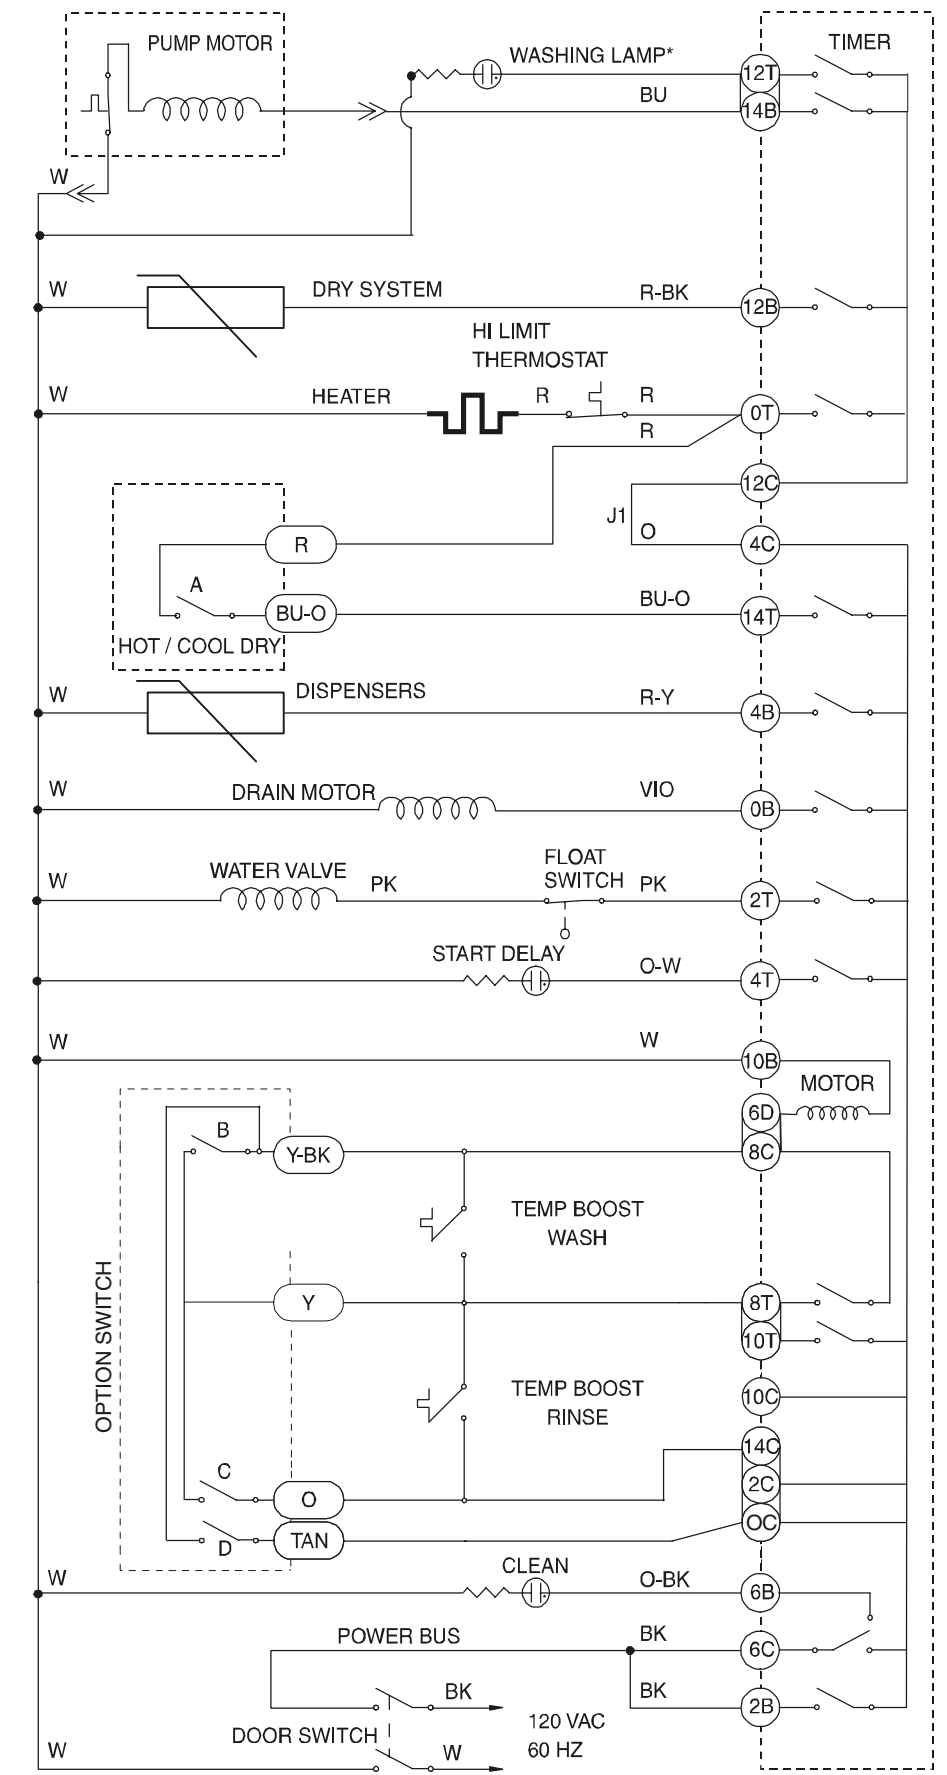 PUMP MOTOR
TIMER
WASHING LAMP*
12T
BU
14B
W
W
DRY SYSTEM
R-BK
12B
HI LIMIT
THERMOSTAT
W
HEATER
R
R
0T
R
12C
J1
O
R
4C
A
BU-O
BU-O
14T
HOT / COOL DRY
W
DISPENSERS
R-Y
4B
W
DRAIN MOTOR
VIO
0B
FLOAT
SWITCH
W
WATER VALVE
PK
PK
2T
START DELAY
O-W
4T
W
W
10B
MOTOR
6D
B
Y-BK
8C
TEMP BOOST
WASH
OPTION SWITCH
Y
8T
10T
TEMP BOOST
RINSE
10C
14C
C
O
2C
D
TAN
OC
CLEAN
W
O-BK
6B
POWER BUS
BK
6C
BK
BK
2B
120 VAC
60 HZ
DOOR SWITCH
W
W